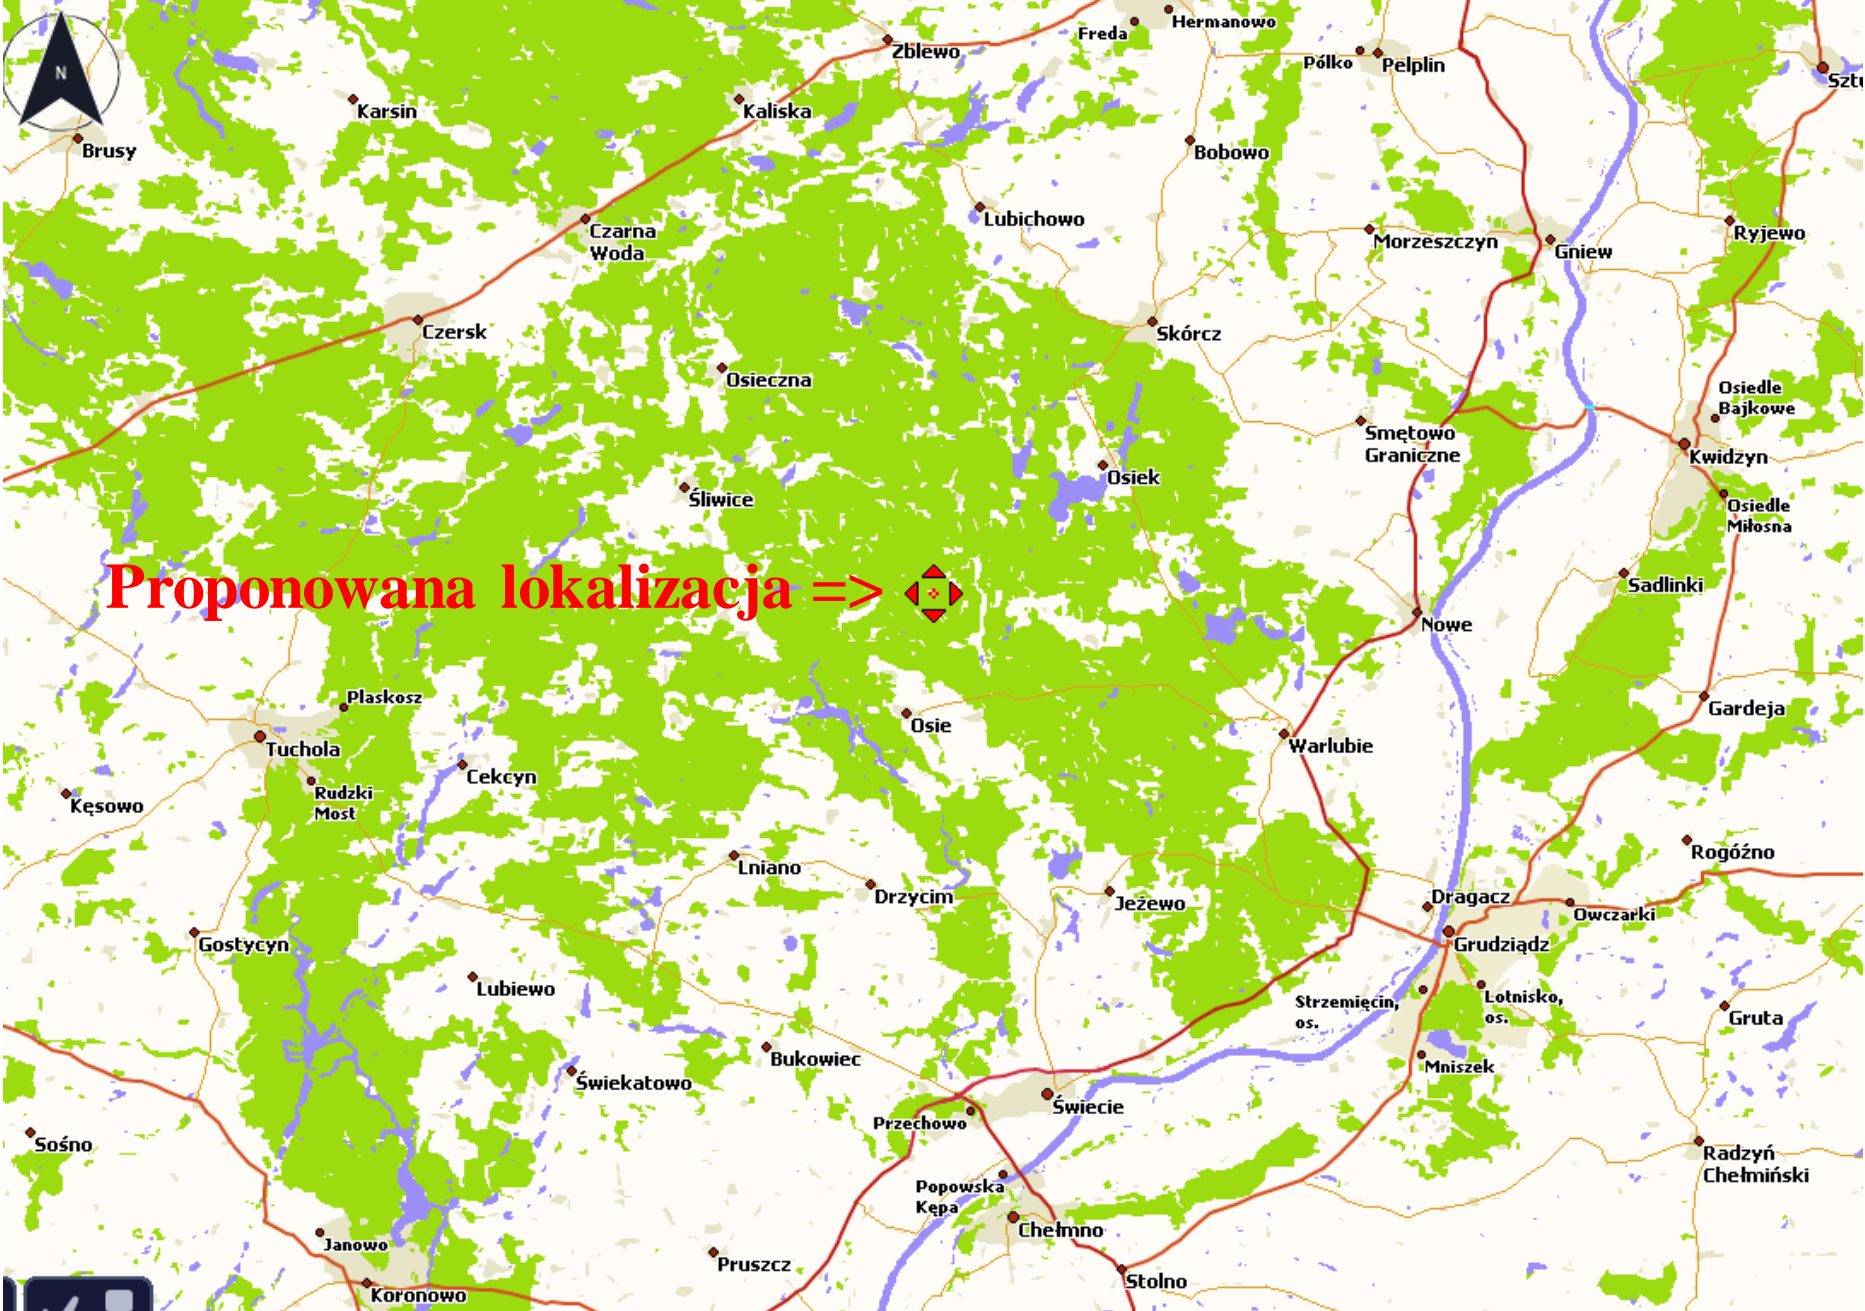 Hermanowo
Freda
Zblewo
Pólko
Pelplin
Sztu
N
Karsin
Kaliska
Brusy
Bobowo
Lubichowo
Czarna
Woda
Morzeszczyn
Gniew
Ryjewo
Czersk
Skórcz
Osieczna
Osiedle
Bajkowe
Smętowo
Graniczne
Kwidzyn
Osiek
Śliwice
Osiedle
Miłosna
Proponowana lokalizacja =>
Sadlinki
Nowe
Plaskosz
Gardeja
Osie
Tuchola
Warlubie
Cekcyn
Rudzki
Most
Kęsowo
Rogóźno
Lniano
Drzycim
Jeżewo
Dragacz
Owczarki
Gostycyn
Grudziądz
Lubiewo
Strzemięcin,
os.
Lotnisko,
os.
Gruta
Bukowiec
Mniszek
Świekatowo
Świecie
Przechowo
Sośno
Radzyń
Chełmiński
Popowska
Kępa
Chełmno
Janowo
Pruszcz
Stolno
Koronowo